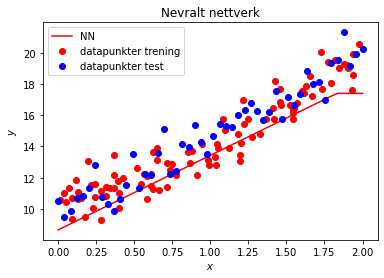 Nevralt nettverk
NN
datapunkter trening
datapunkter test
y
20
18
16
14
12
10
0.00 0.25 0.50 0.75 1.00 1.25 1.50 1.75 2.00
x